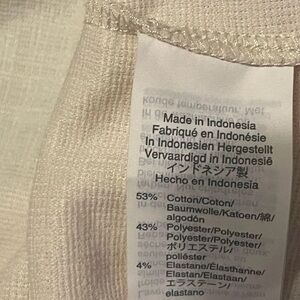 Made in Indonesia
Fabriqué en Indonésie
In Indonesien Hergestellt
Vervaardigd in Indonesië
インドネシア製
Hecho en Indonesia
53% Cotton/Coton/
Baumwolle/Katoen/綿/
algodón
43% Polyester/Polyester/
Polyester/Polyester/
ポリエステル/
poliéster
4% Elastane/Élasthanne/
Elastan/Elastaan/
エラステーン/
elastano